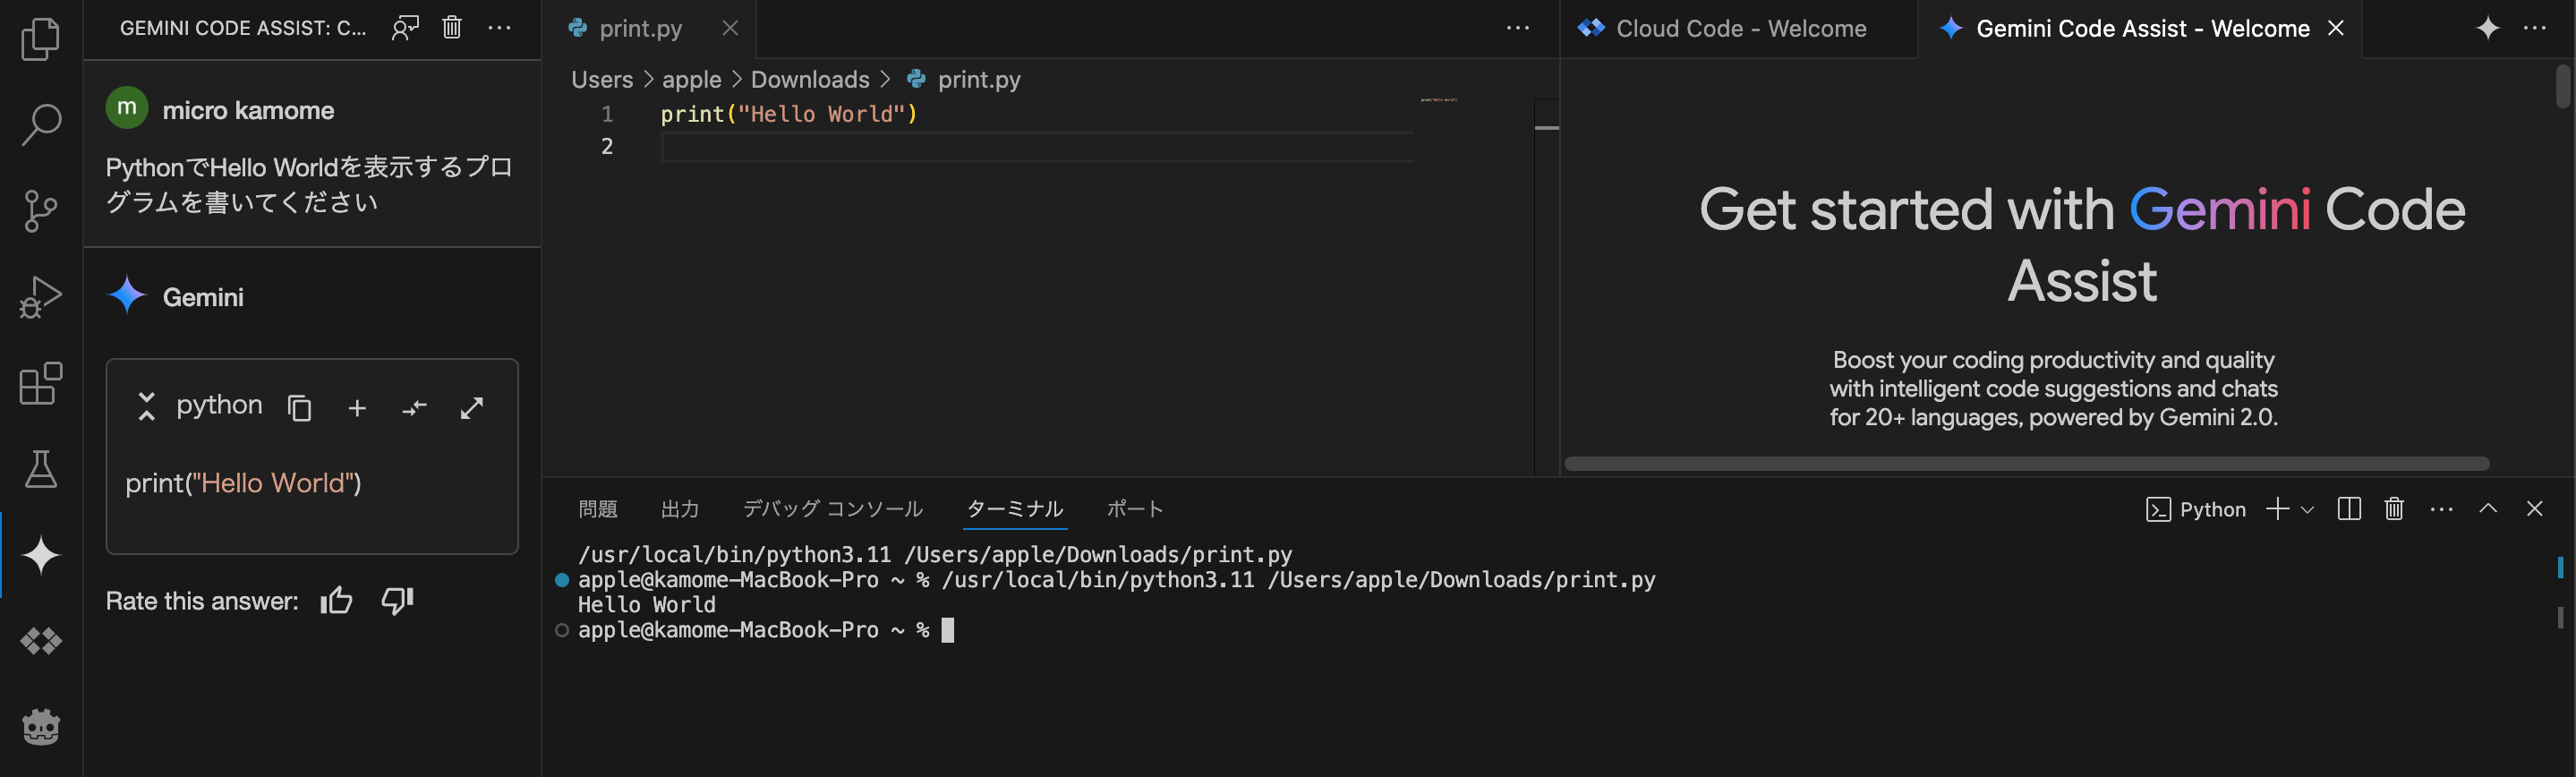 GEMINI CODE ASSIST: C...
m
micro kamome
PythonでHello Worldを表示するプロ
グラムを書いてください
Gemini
python
print("Hello World")
Rate this answer:
print.py
Users > apple > Downloads > print.py
1 print("Hello World")
2
Cloud Code - Welcome
Gemini Code Assist - Welcome
Get started with Gemini Code
Assist
Boost your coding productivity and quality
with intelligent code suggestions and chats
for 20+ languages, powered by Gemini 2.0.
問題 出力 デバッグ コンソール ターミナル ポート
Python
/usr/local/bin/python3.11 /Users/apple/Downloads/print.py
apple@kamome-MacBook-Pro ~ % /usr/local/bin/python3.11 /Users/apple/Downloads/print.py
Hello World
apple@kamome-MacBook-Pro ~ %